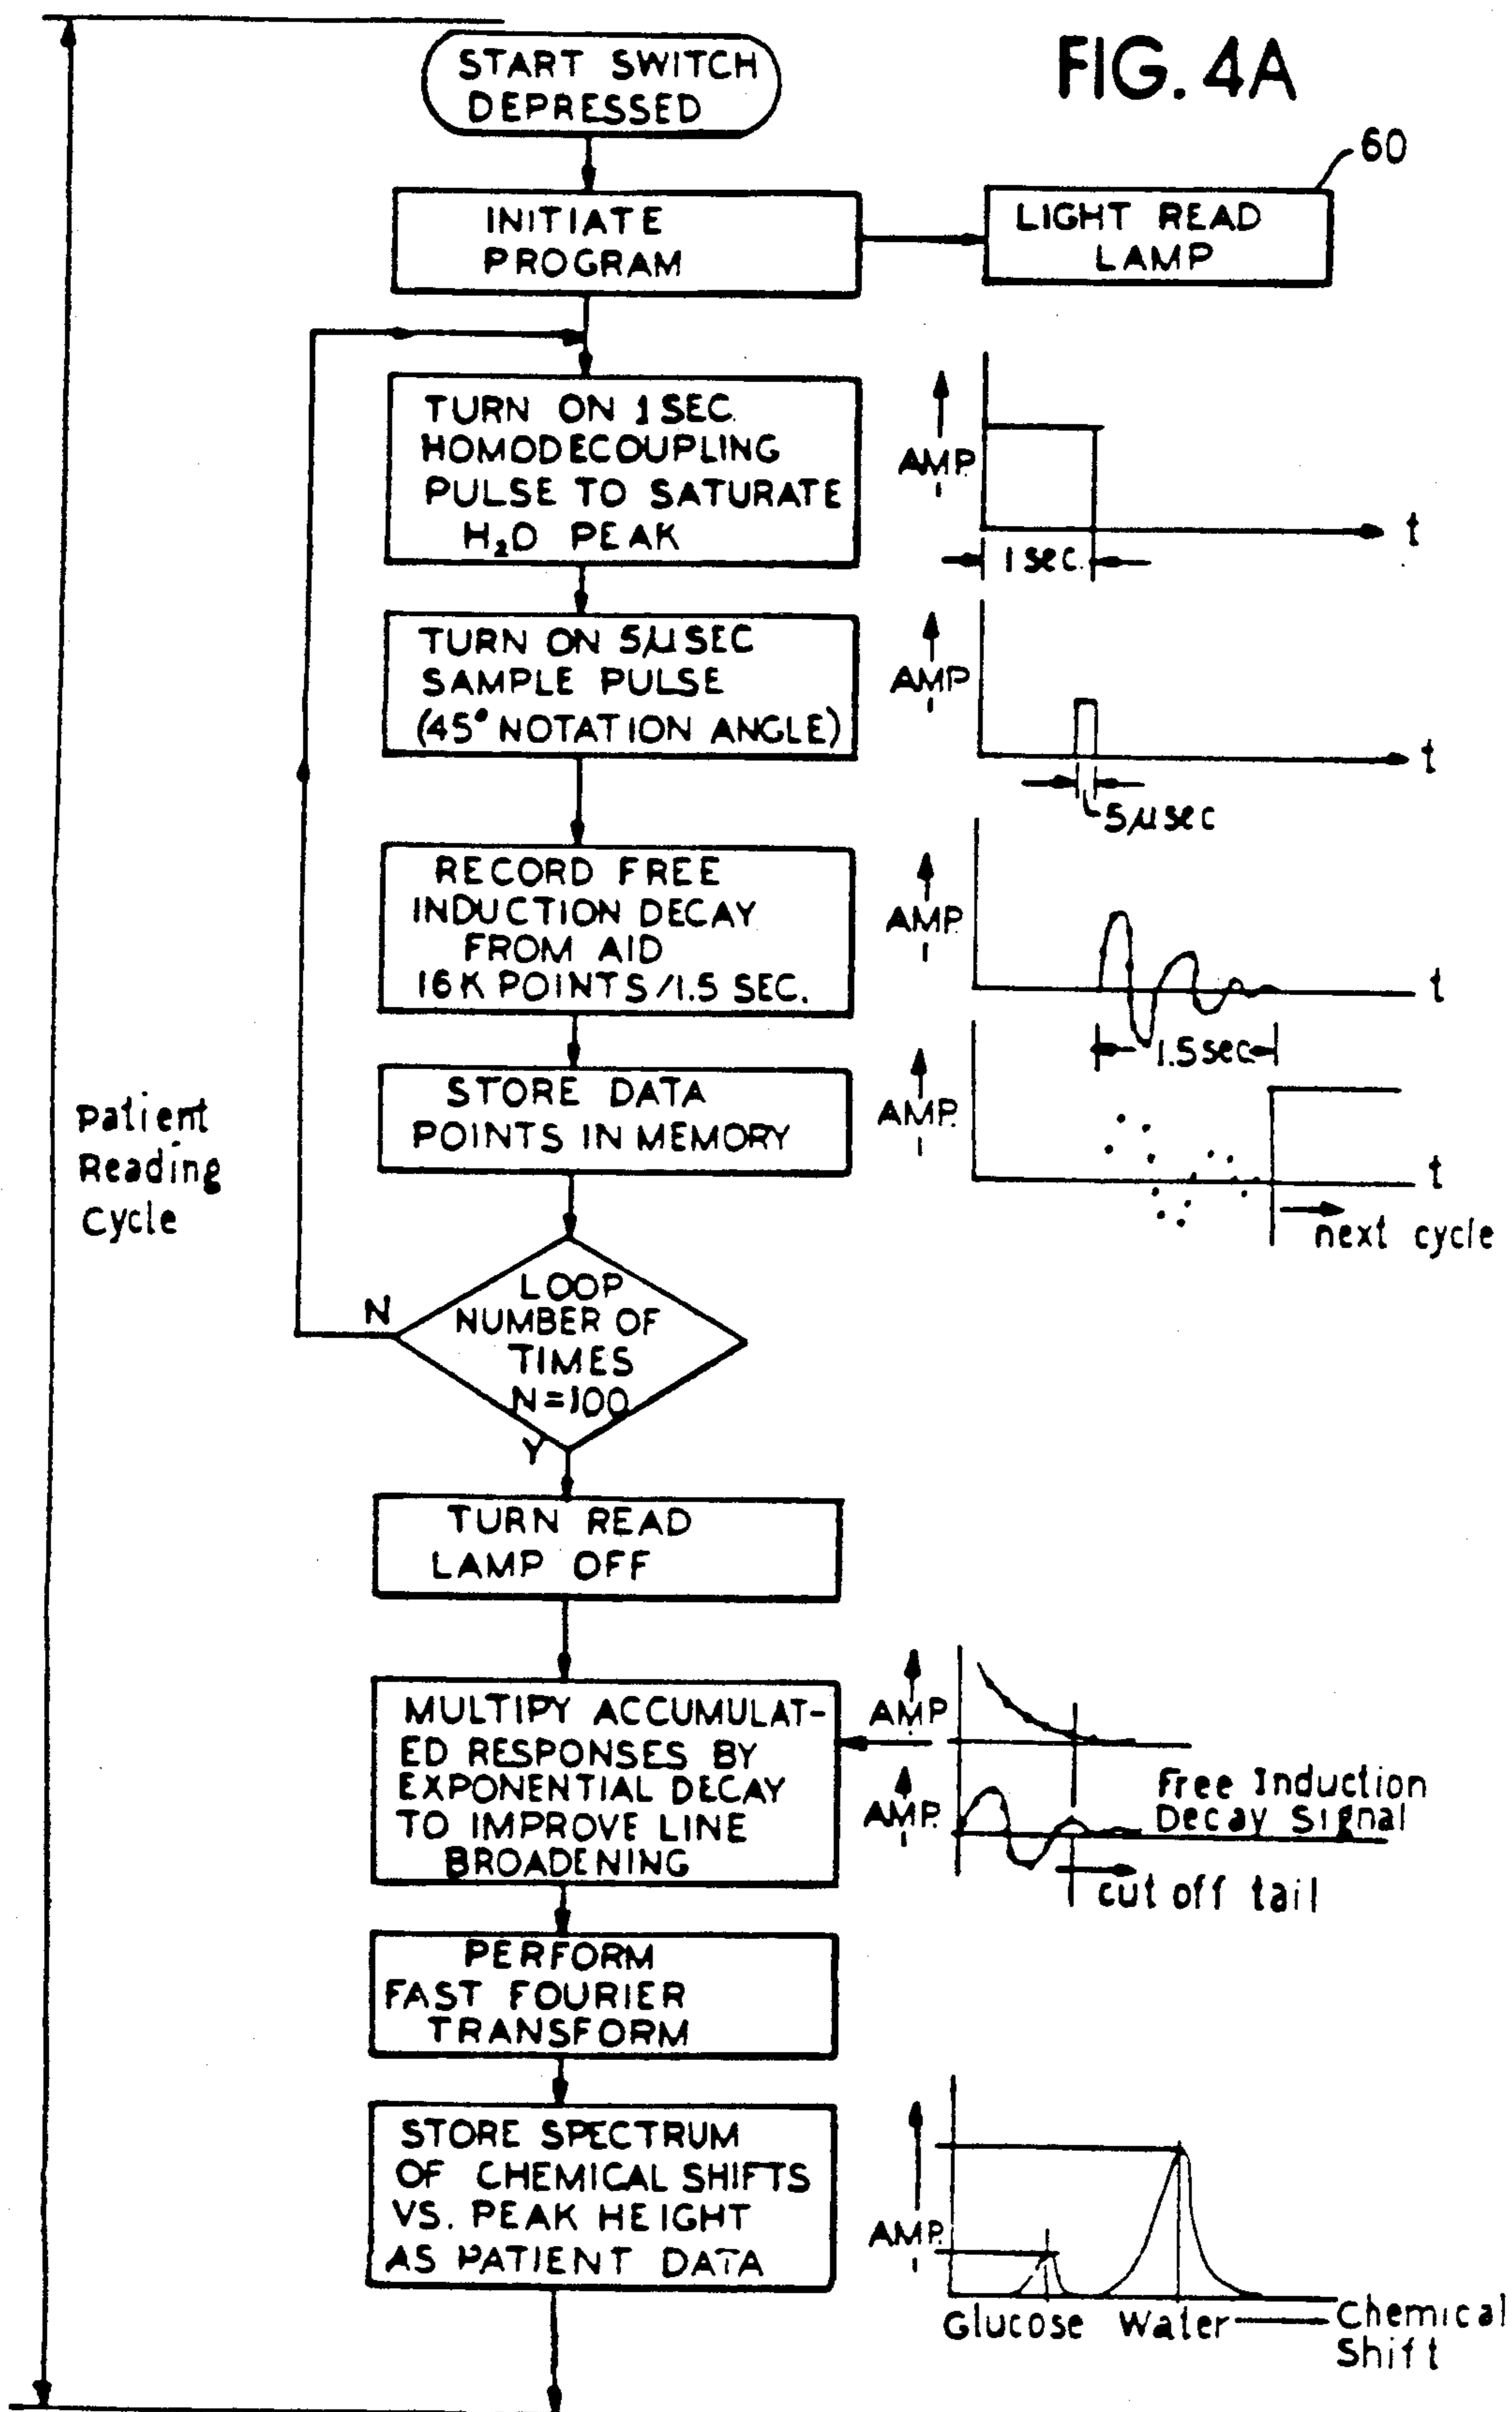 FIG. 4A
START SWITCH
DEPRESSED
INITIATE
PROGRAM
60
LIGHT READ
LAMP
TURN ON 1 SEC.
HOMODECOUPLING
PULSE TO SATURATE
H₂O PEAK
AMP.
t
1 sec.
TURN ON 5μSEC
SAMPLE PULSE
(45° NOTATION ANGLE)
AMP
t
5μsec
RECORD FREE
INDUCTION DECAY
FROM AID
16K POINTS/1.5 SEC.
AMP.
t
1.5sec
STORE DATA
POINTS IN MEMORY
AMP.
t
next cycle
Patient
Reading
Cycle
LOOP
NUMBER OF
TIMES
N=100
N
Y
TURN READ
LAMP OFF
MULTIPY ACCUMULAT-
ED RESPONSES BY
EXPONENTIAL DECAY
TO IMPROVE LINE
BROADENING
AMP
AMP.
Free Induction
Decay Signal
cut off tail
PERFORM
FAST FOURIER
TRANSFORM
STORE SPECTRUM
OF CHEMICAL SHIFTS
VS. PEAK HEIGHT
AS PATIENT DATA
AMP.
Glucose Water Chemical
Shift